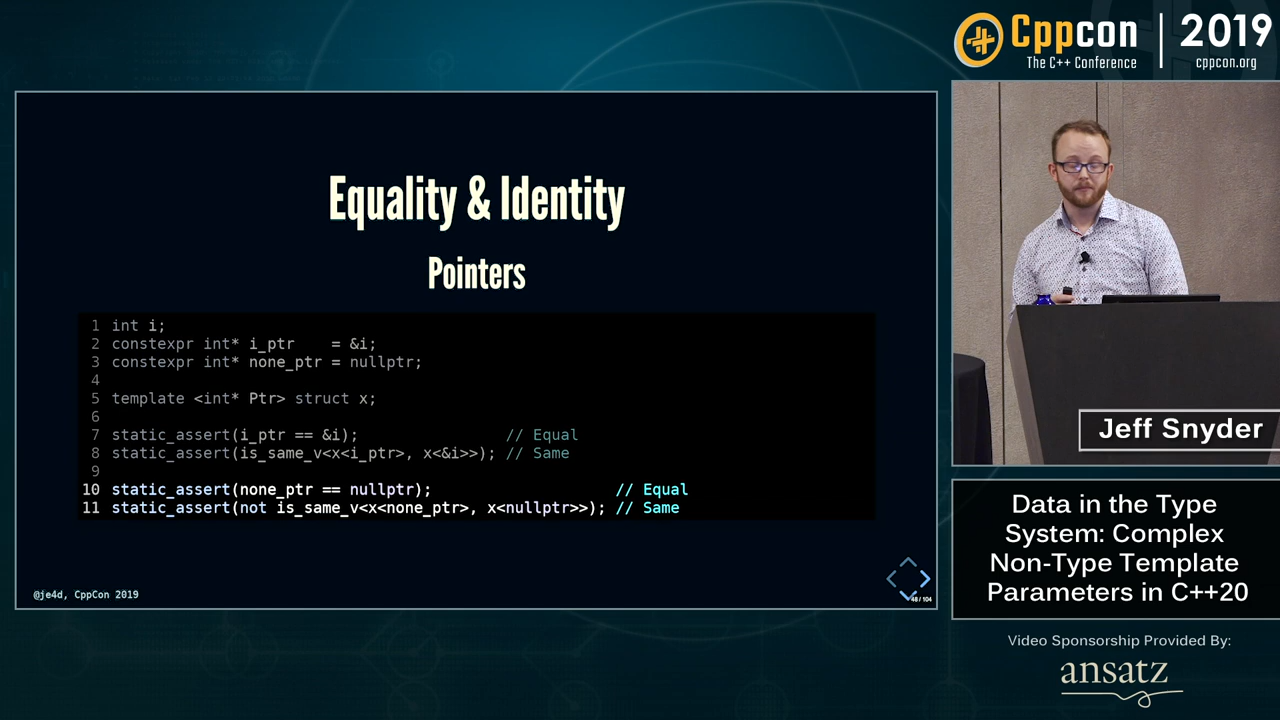 Cppcon
The C++ Conference
2019
cppcon.org
Equality & Identity
Pointers
1 int i;
2 constexpr int* i_ptr    = &i;
3 constexpr int* none_ptr = nullptr;
4
5 template <int* Ptr> struct x;
6
7 static_assert(i_ptr == &i);                // Equal
8 static_assert(is_same_v<x<i_ptr>, x<&i>>); // Same
9
10 static_assert(none_ptr == nullptr);                    // Equal
11 static_assert(not is_same_v<x<none_ptr>, x<nullptr>>); // Same
@je4d, CppCon 2019
48 / 104
Jeff Snyder
Data in the Type
System: Complex
Non-Type Template
Parameters in C++20
Video Sponsorship Provided By:
ansatz